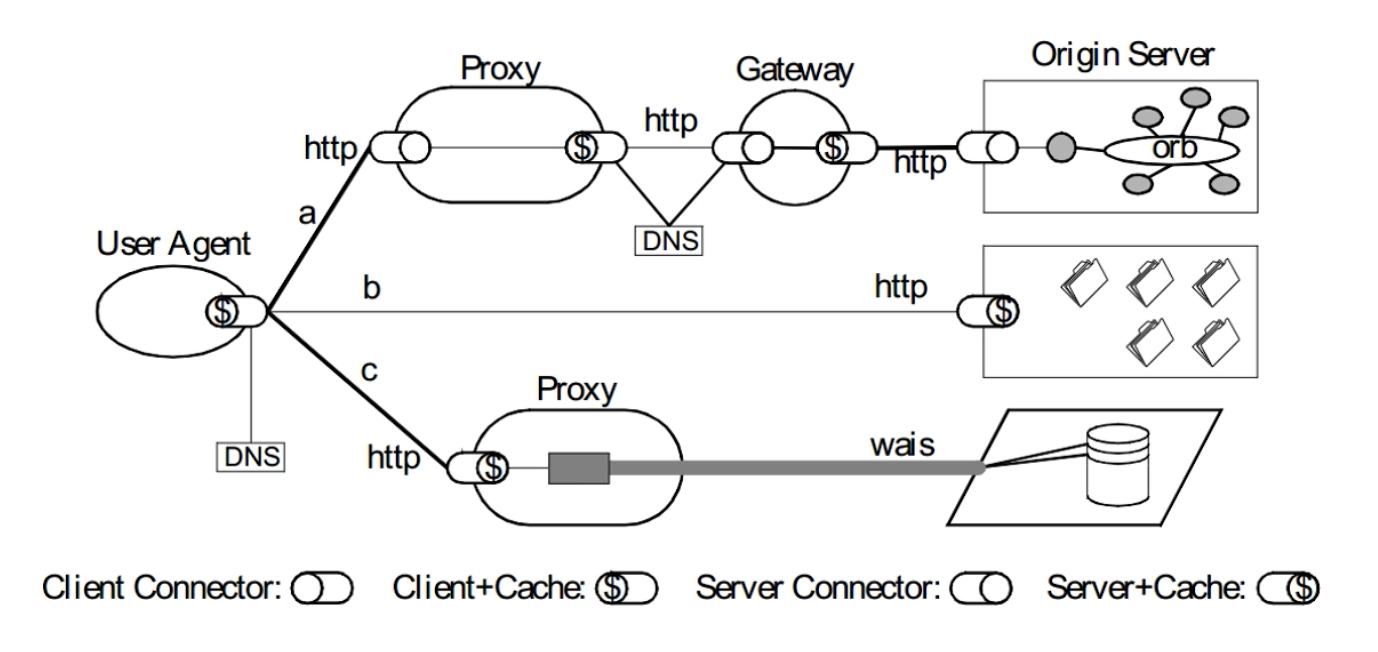 Proxy
Gateway
Origin Server
http
$
http
$
http
orb
a
DNS
User Agent
$
b
http
$
c
Proxy
DNS
http
$
wais
Client Connector:
Client+Cache: $
Server Connector:
Server+Cache: $